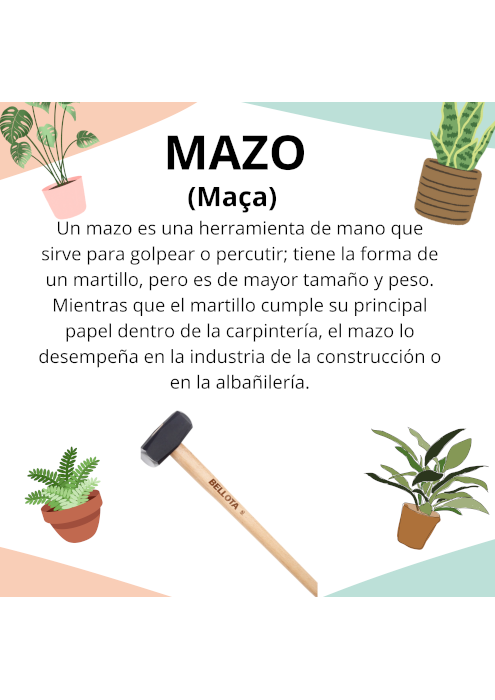 MAZO
(Maça)
Un mazo es una herramienta de mano que
sirve para golpear o percutir; tiene la forma de
un martillo, pero es de mayor tamaño y peso.
Mientras que el martillo cumple su principal
papel dentro de la carpintería, el mazo lo
desempeña en la industria de la construcción o
en la albañilería.
BELLOTA ®